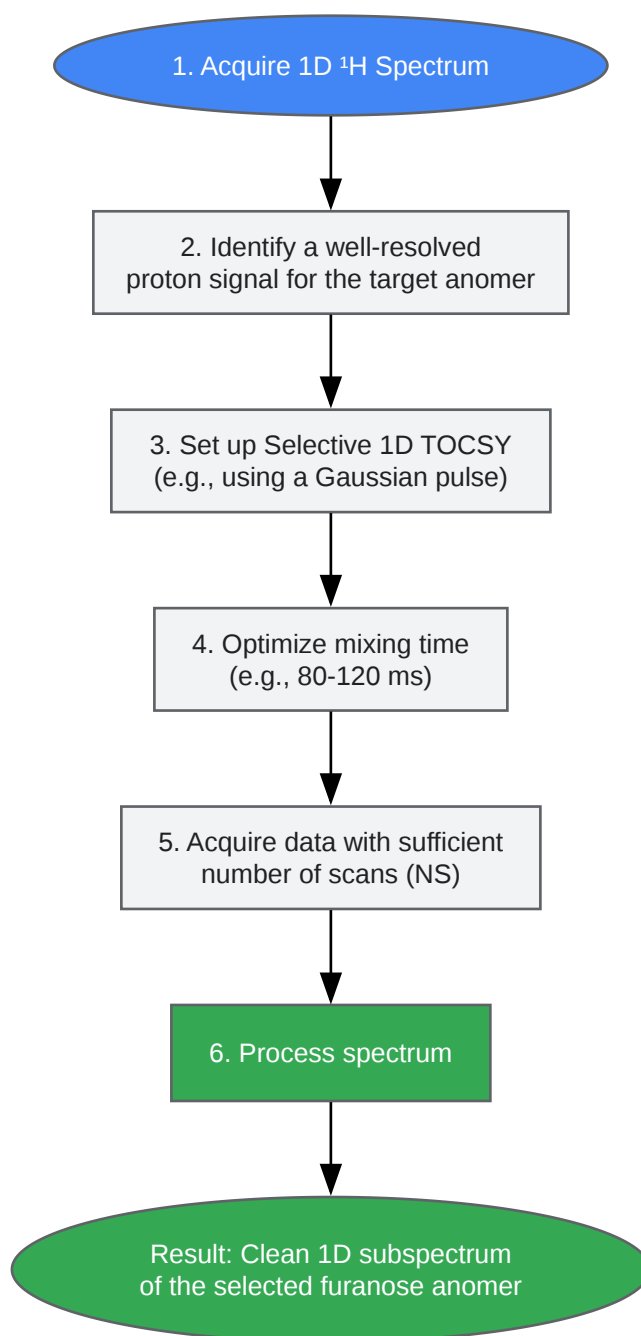 1. Acquire 1D ¹H Spectrum
2. Identify a well-resolved
proton signal for the target anomer
3. Set up Selective 1D TOCSY
(e.g., using a Gaussian pulse)
4. Optimize mixing time
(e.g., 80-120 ms)
5. Acquire data with sufficient
number of scans (NS)
6. Process spectrum
Result: Clean 1D subspectrum
of the selected furanose anomer